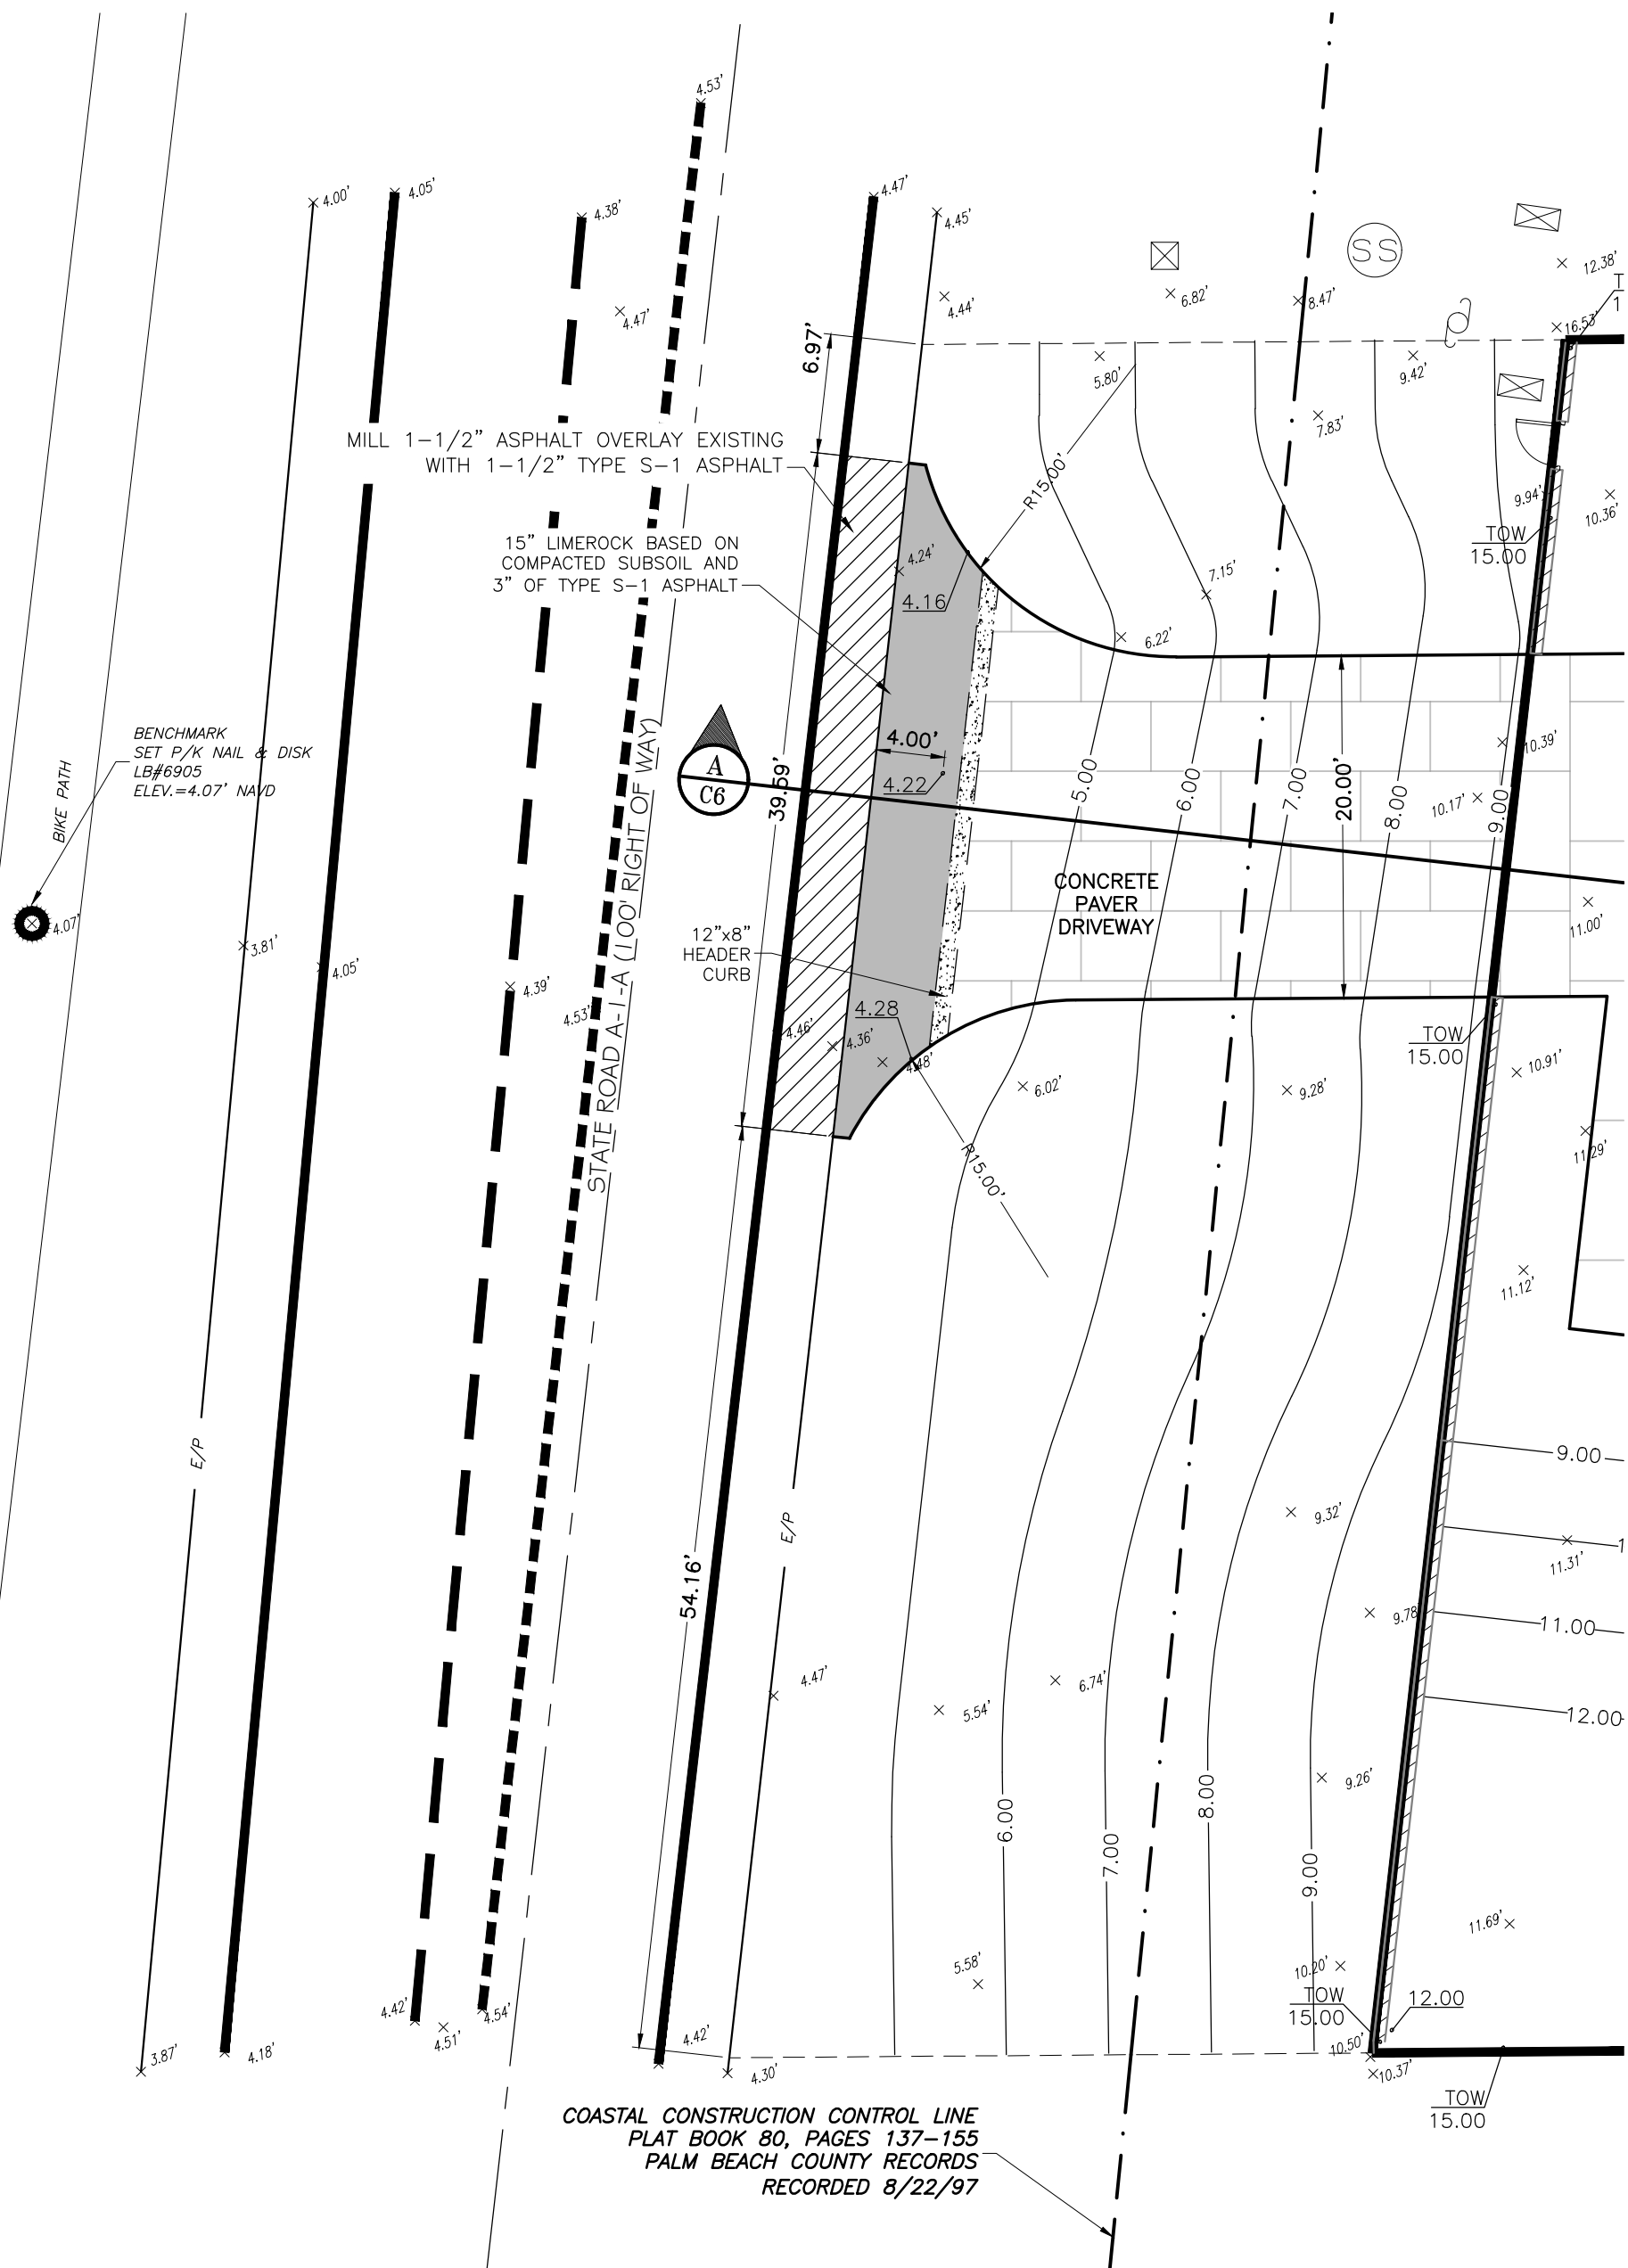 4.53'
4.00'
4.05'
4.38'
4.47'
4.47'
4.45'
4.44'
6.82'
8.47'
SS
12.38'
T
1
16.53'
6.97'
5.80'
9.42'
7.83'
MILL 1-1/2" ASPHALT OVERLAY EXISTING
WITH 1-1/2" TYPE S-1 ASPHALT
R15.00'
9.94'
10.36'
TOW
15.00
15" LIMEROCK BASED ON
COMPACTED SUBSOIL AND
3" OF TYPE S-1 ASPHALT
4.24'
4.16
7.15'
6.22'
BENCHMARK
SET P/K NAIL & DISK
LB#6905
ELEV.=4.07' NAVD
BIKE PATH
4.07'
STATE ROAD A-1-A (100' RIGHT OF WAY)
A
C6
39.59'
4.00'
4.22
5.00
6.00
7.00
20.00'
8.00
9.00
10.39'
10.17'
CONCRETE
PAVER
DRIVEWAY
11.00'
12"x8"
HEADER
CURB
3.81'
4.05'
4.39'
4.53'
4.46'
4.36'
4.28
4.48'
6.02'
9.28'
TOW
15.00
10.91'
R15.00'
11.29'
11.12'
E/P
E/P
54.16'
9.00
9.32'
1
11.31'
9.78'
11.00
12.00
4.47'
5.54'
6.74'
9.26'
6.00
7.00
8.00
9.00
11.69'
5.58'
10.20'
TOW
15.00
12.00
3.87'
4.18'
4.42'
4.51'
4.54'
4.42'
4.30'
10.50'
10.37'
TOW
15.00
COASTAL CONSTRUCTION CONTROL LINE
PLAT BOOK 80, PAGES 137-155
PALM BEACH COUNTY RECORDS
RECORDED 8/22/97